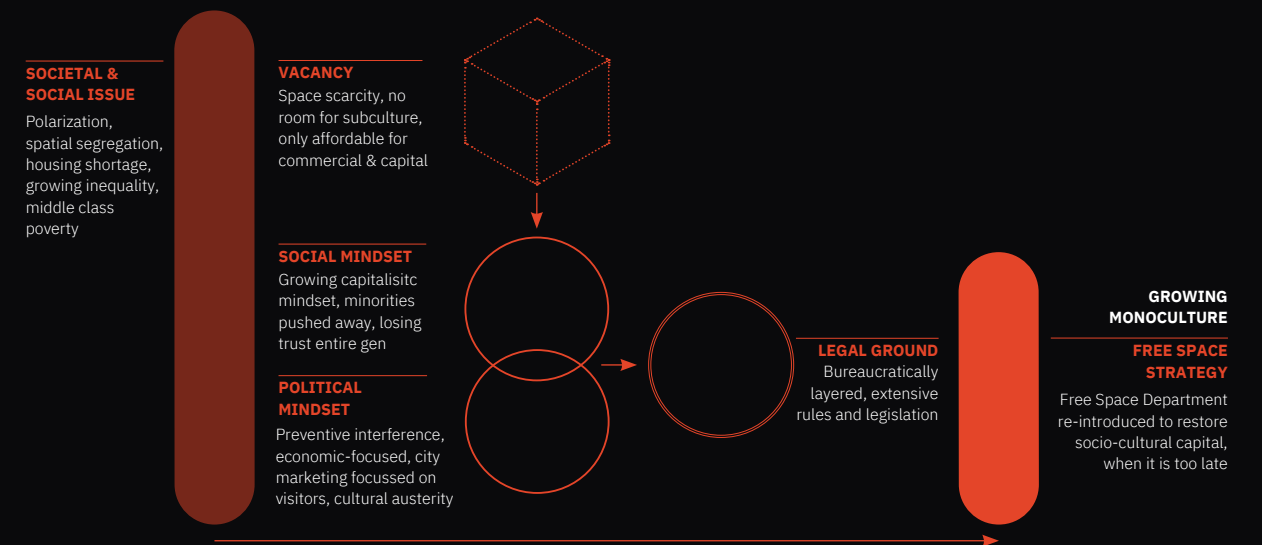 SOCIETAL &
SOCIAL ISSUE
Polarization,
spatial segregation,
housing shortage,
growing inequality,
middle class
poverty
VACANCY
Space scarcity, no
room for subculture,
only affordable for
commercial & capital
SOCIAL MINDSET
Growing capitalisitc
mindset, minorities
pushed away, losing
trust entire gen
POLITICAL
MINDSET
Preventive interference,
economic-focused, city
marketing focussed on
visitors, cultural austerity
LEGAL GROUND
Bureaucratically
layered, extensive
rules and legislation
GROWING
MONOCULTURE
FREE SPACE
STRATEGY
Free Space Department
re-introduced to restore
socio-cultural capital,
when it is too late